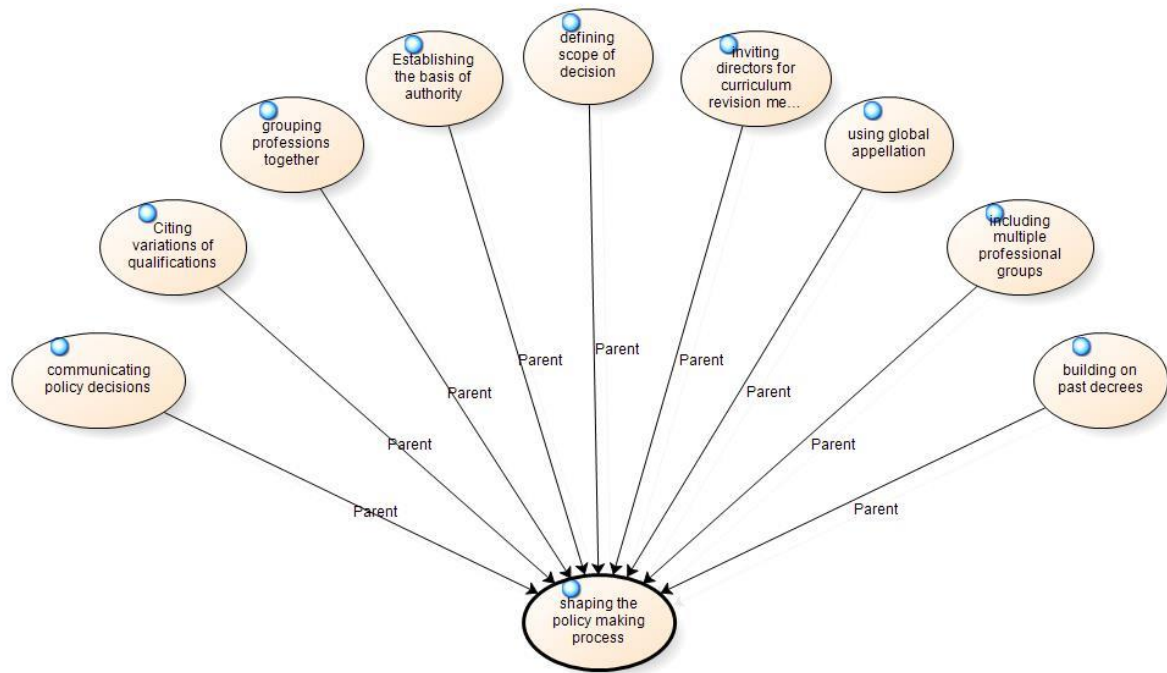 defining
scope of
decision
inviting
directors for
curriculum
revision me...
Establishing
the basis of
authority
using global
appellation
grouping
professions
together
including
multiple
professional
groups
Citing
variations of
qualifications
communicating
policy decisions
building on
past decrees
Parent
Parent
Parent
Parent
Parent
Parent
Parent
Parent
Parent
shaping the
policy making
process